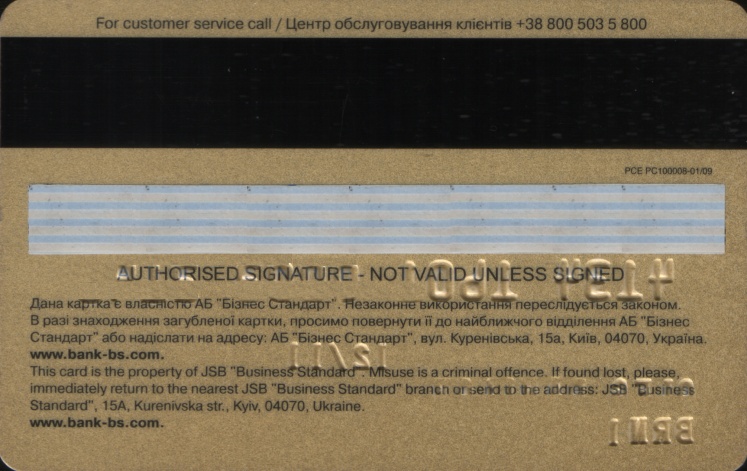 For customer service call / Центр обслуговування клієнтів +38 800 503 5 800
PCE PC100008-01/09
AUTHORISED SIGNATURE - NOT VALID UNLESS SIGNED
Дана картка є власністю АБ "Бізнес Стандарт". Незаконне використання переслідується законом.
В разі знаходження загубленої картки, просимо повернути її до найближчого відділення АБ "Бізнес
Стандарт" або надіслати на адресу: АБ "Бізнес Стандарт", вул. Куренівська, 15а, Київ, 04070, Україна.
www.bank-bs.com.
This card is the property of JSB "Business Standard". Misuse is a criminal offence. If found lost, please,
immediately return to the nearest JSB "Business Standard" branch or send to the address: JSB "Business
Standard", 15A, Kurenivska str., Kyiv, 04070, Ukraine.
www.bank-bs.com.